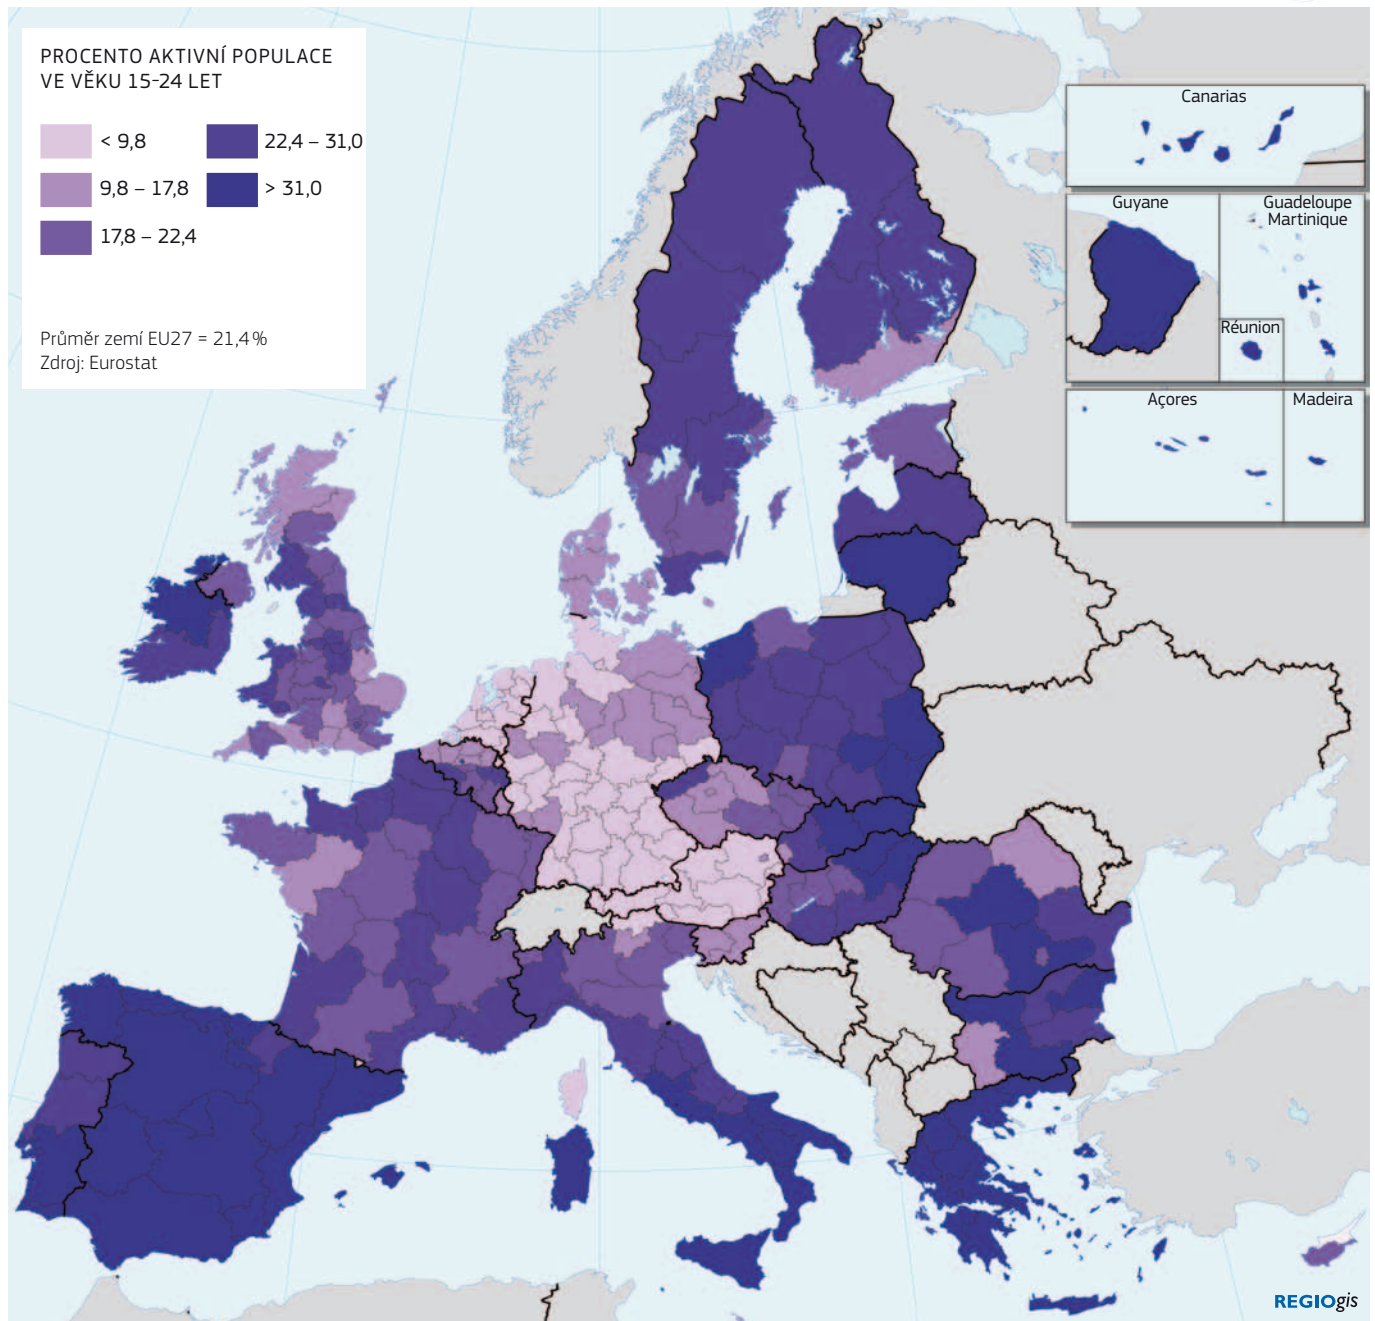 PROCENTO AKTIVNÍ POPULACE
VE VĚKU 15-24 LET
< 9,8
22,4 – 31,0
9,8 – 17,8
> 31,0
17,8 – 22,4
Průměr zemí EU27 = 21,4 %
Zdroj: Eurostat
Canarias
Guyane
Guadeloupe
Martinique
Réunion
Açores
Madeira
REGIOgis